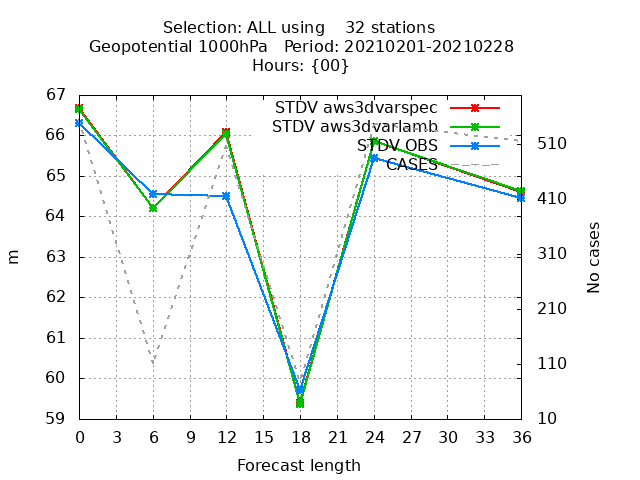 Selection: ALL using    32 stations
Geopotential 1000hPa   Period: 20210201-20210228
Hours: {00}
STDV aws3dvarspec
STDV aws3dvarlamb
STDV OBS
CASES
67
66
65
64
63
62
61
60
59
m
510
410
310
210
110
10
No cases
0 3 6 9 12 15 18 21 24 27 30 33 36
Forecast length